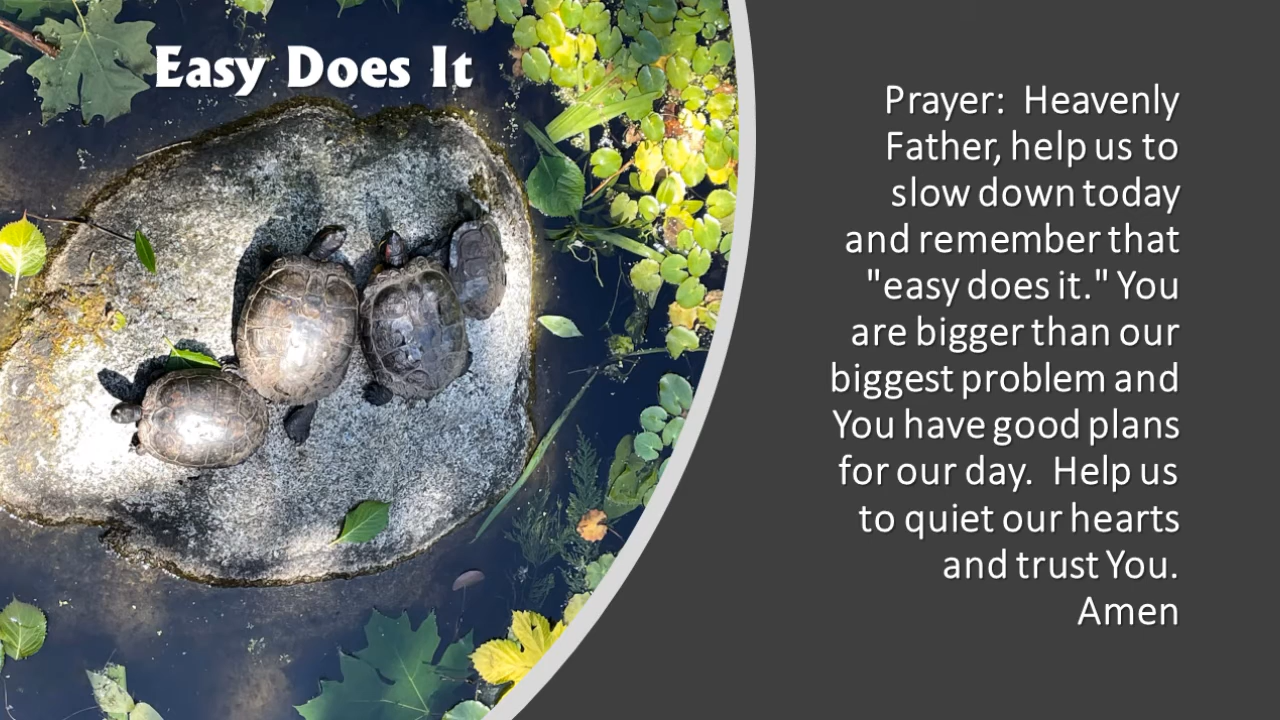 Easy Does It
Prayer:  Heavenly
Father, help us to
slow down today
and remember that
"easy does it." You
are bigger than our
biggest problem and
You have good plans
for our day.  Help us
to quiet our hearts
and trust You.
Amen